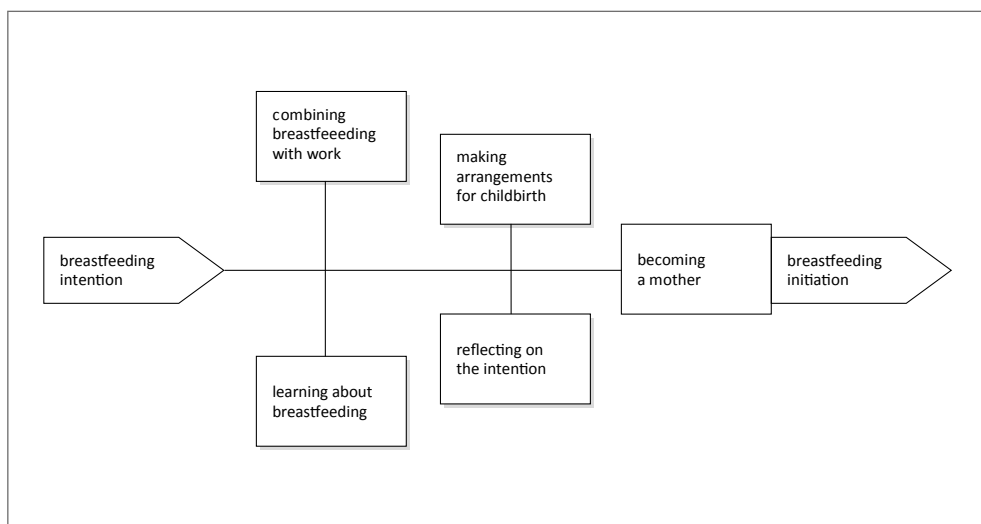 combining
breastfeeeding
with work
making
arrangements
for childbirth
breastfeeding
intention
becoming
a mother
breastfeeding
initiation
learning about
breastfeeding
reflecting on
the intention